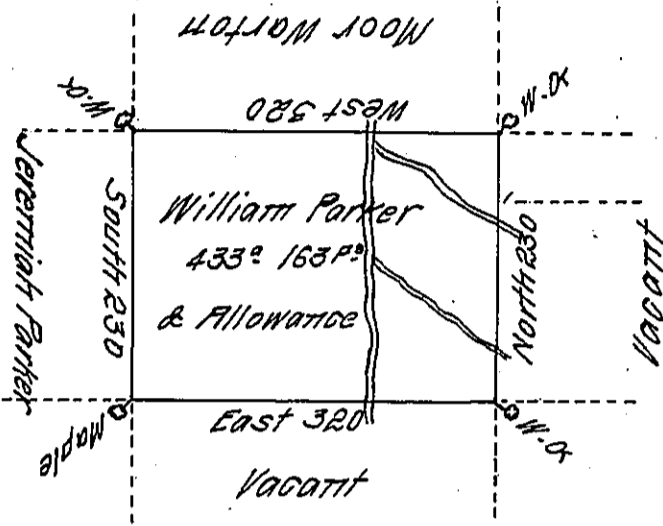 Moor Warton
West 320
W.O.
W-O
Jeremiah Parker
South 230
William Parker
433a 163Ps
& Allowance
North 230
Vacant
Maple
East 320
W-O
Vacant